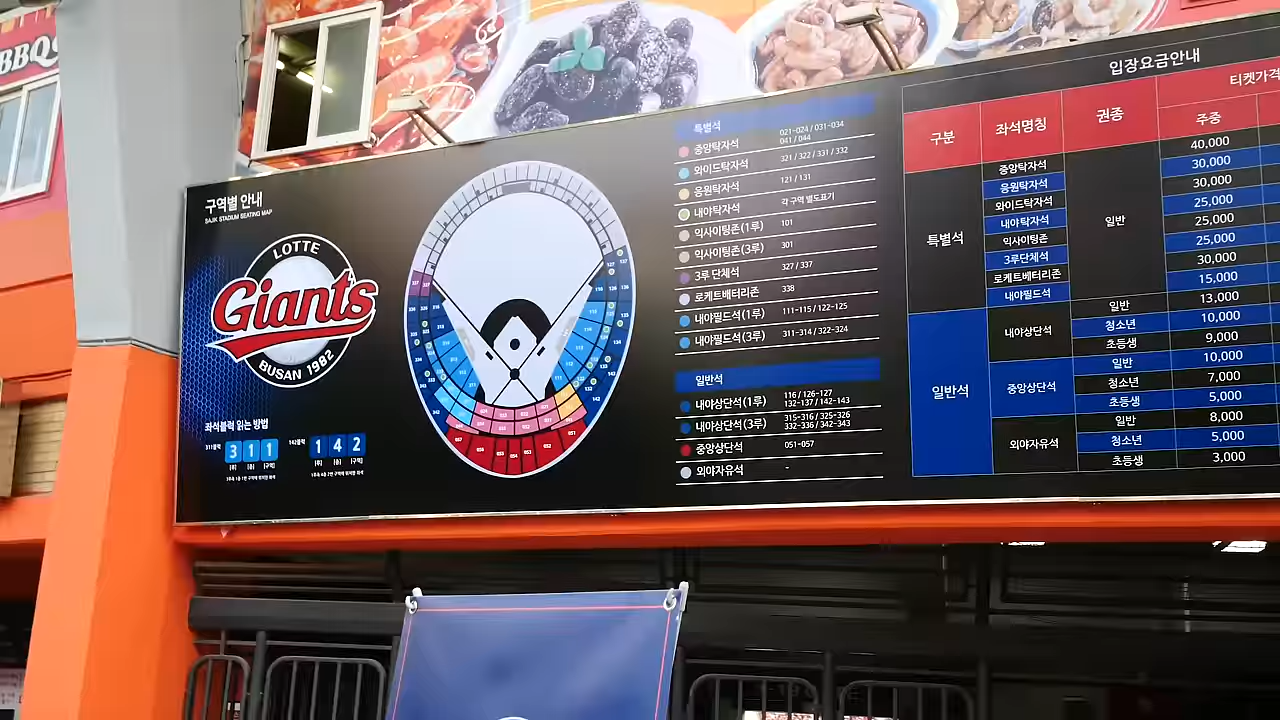 BBQ
구역별 안내
SAJIK STADIUM SEATING MAP
LOTTE
Giants
BUSAN 1982
좌석블럭 읽는 방법
311블럭
3 1 1
(루) (층) (구역)
142블럭
1 4 2
(루) (층) (구역)
특별석
중앙탁자석 021-024 / 031-034
041 / 044
와이드탁자석 321 / 322 / 331 / 332
응원탁자석 121 / 131
내야탁자석 각 구역 별도표기
익사이팅존(1루) 101
익사이팅존(3루) 301
3루 단체석 327 / 337
로케트배터리존 338
내야필드석(1루) 111-115 / 122-125
내야필드석(3루) 311-314 / 322-324
일반석
내야상단석(1루) 116 / 126-127
132-137 / 142-143
내야상단석(3루) 315-316 / 325-326
332-336 / 342-343
중앙상단석 051-057
외야자유석 -
입장요금안내
구분 좌석명칭 권종 티켓가격
주중
특별석 중앙탁자석 일반 40,000
응원탁자석 30,000
와이드탁자석 30,000
내야탁자석 25,000
익사이팅존 25,000
3루단체석 25,000
로케트베터리존 30,000
내야필드석 15,000
일반석 내야상단석 일반 13,000
청소년 10,000
초등생 9,000
중앙상단석 일반 10,000
청소년 7,000
초등생 5,000
외야자유석 일반 8,000
청소년 5,000
초등생 3,000